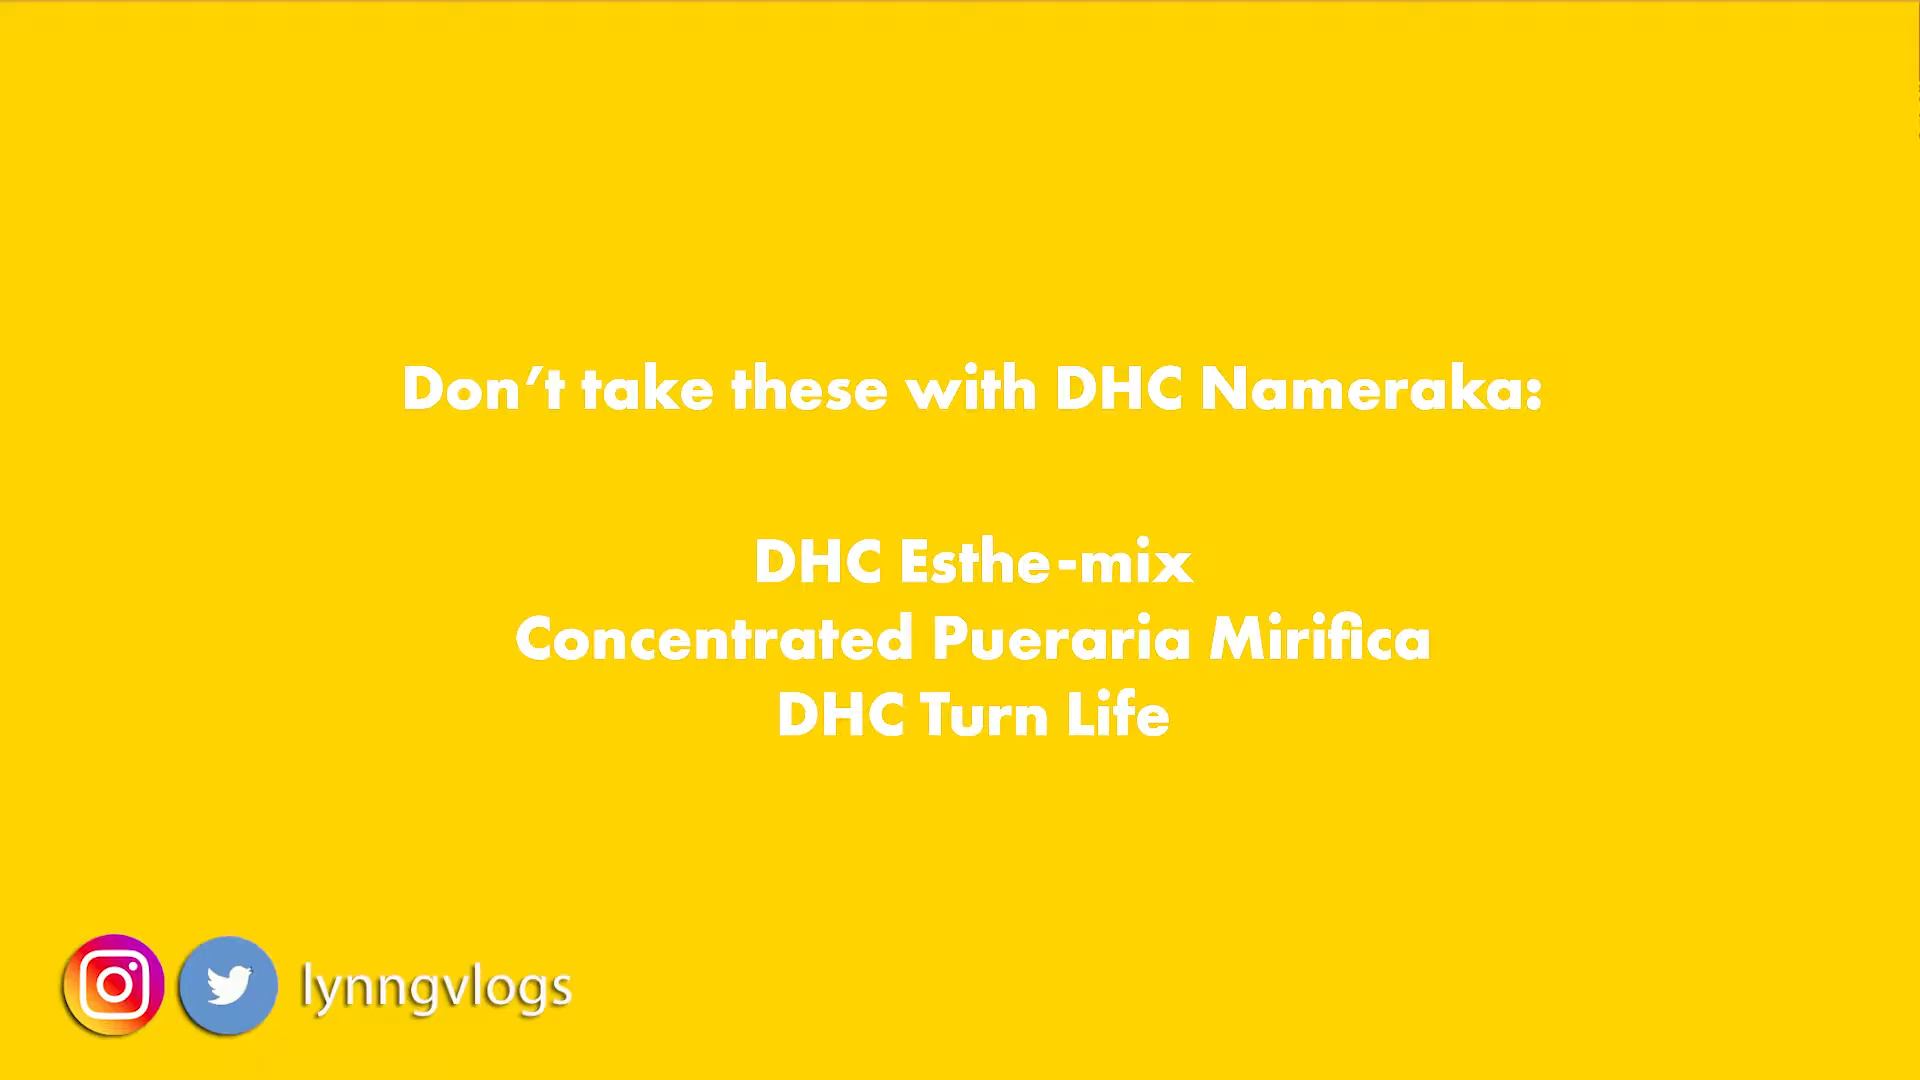 Don’t take these with DHC Nameraka:
DHC Esthe-mix
Concentrated Pueraria Mirifica
DHC Turn Life
lynngvlogs